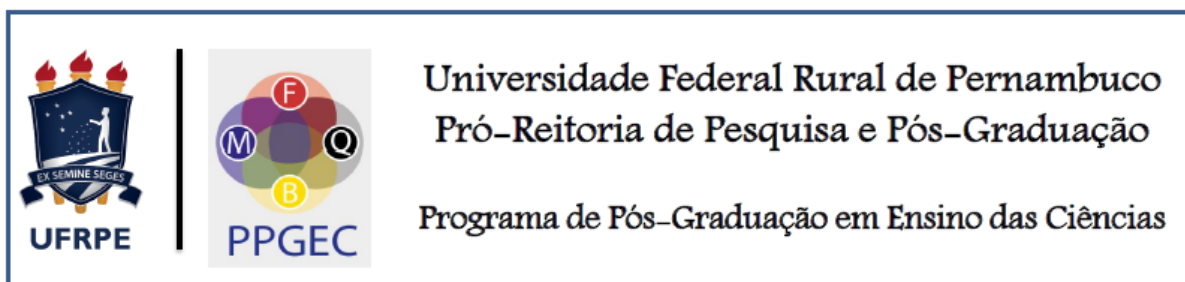 EX SEMINE SEGES
UFRPE
F
M
Q
B
PPGEC
Universidade Federal Rural de Pernambuco
Pró-Reitoria de Pesquisa e Pós-Graduação
Programa de Pós-Graduação em Ensino das Ciências